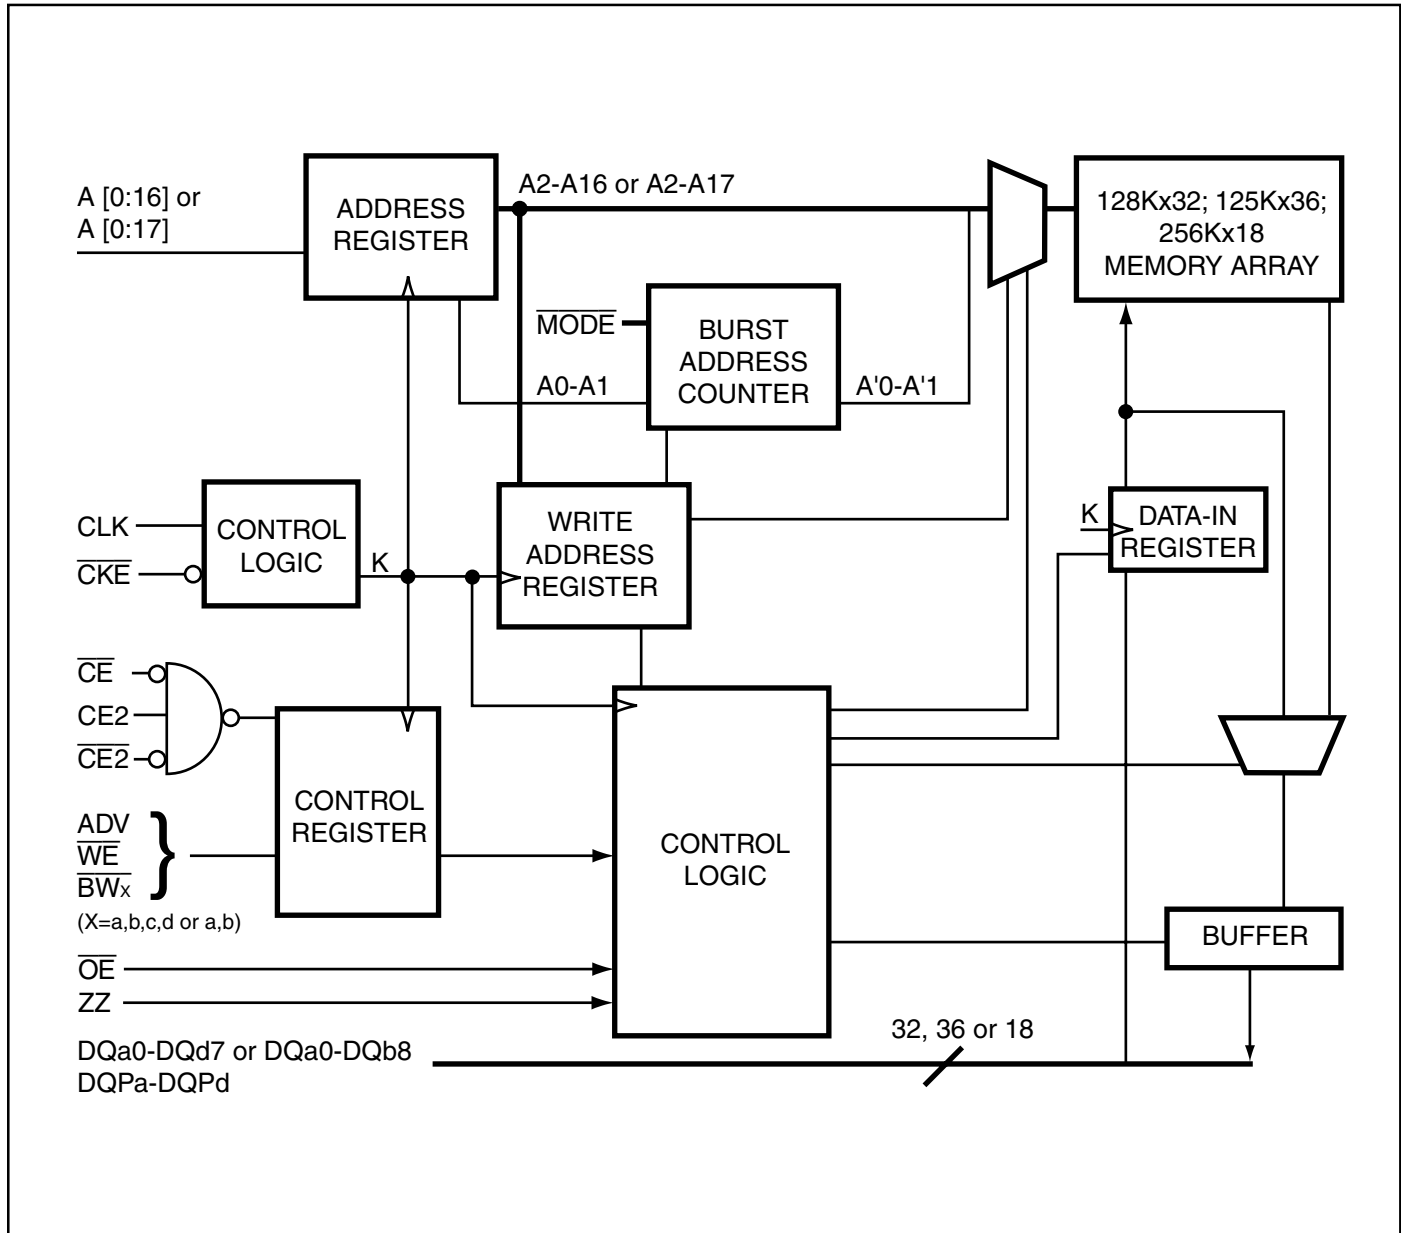 A [0:16] or
A [0:17]
ADDRESS
REGISTER
A2-A16 or A2-A17
128Kx32; 125Kx36;
256Kx18
MEMORY ARRAY
MODE
BURST
ADDRESS
COUNTER
A0-A1
A'0-A'1
CLK
CKE
CONTROL
LOGIC
K
WRITE
ADDRESS
REGISTER
K
DATA-IN
REGISTER
CE
CE2
CE2
ADV
WE
BWx
(X=a,b,c,d or a,b)
CONTROL
REGISTER
CONTROL
LOGIC
BUFFER
OE
ZZ
DQa0-DQd7 or DQa0-DQb8
DQPa-DQPd
32, 36 or 18